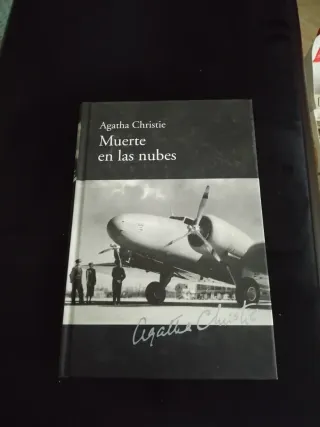 Agatha Christie
Muerte
en las nubes
Agatha Christie